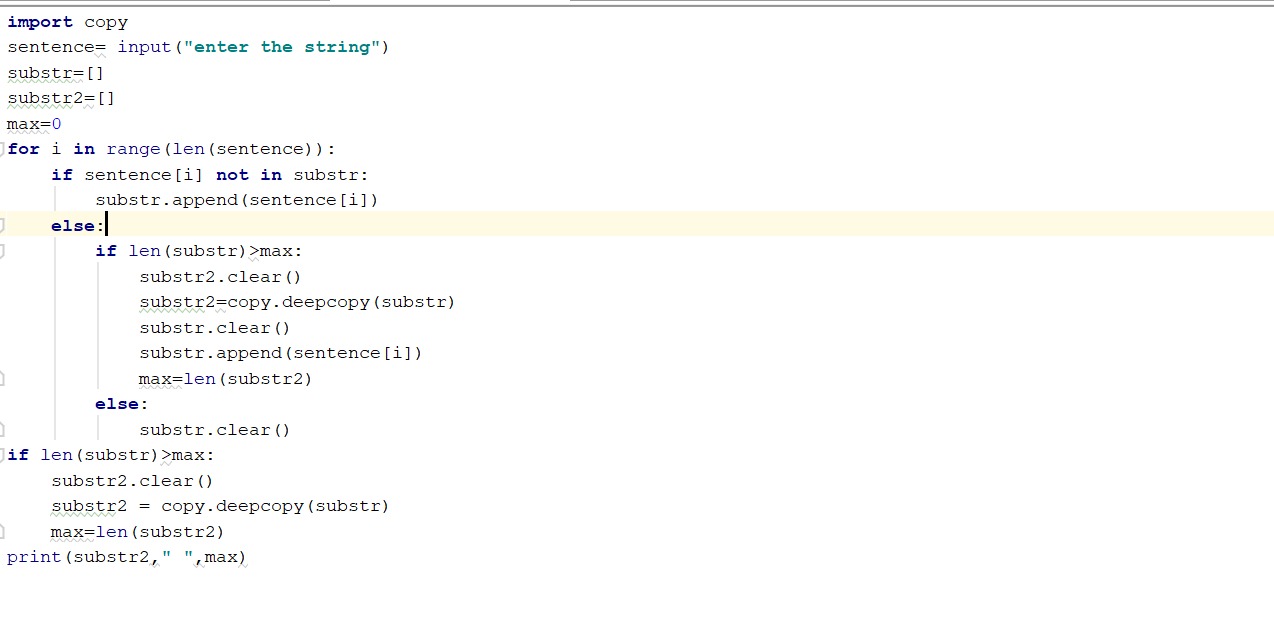 import copy
sentence= input("enter the string")
substr=[]
substr2=[]
max=0
for i in range(len(sentence)):
    if sentence[i] not in substr:
        substr.append(sentence[i])
    else:
        if len(substr)>max:
            substr2.clear()
            substr2=copy.deepcopy(substr)
            substr.clear()
            substr.append(sentence[i])
            max=len(substr2)
        else:
            substr.clear()
if len(substr)>max:
    substr2.clear()
    substr2 = copy.deepcopy(substr)
    max=len(substr2)
print(substr2," ",max)